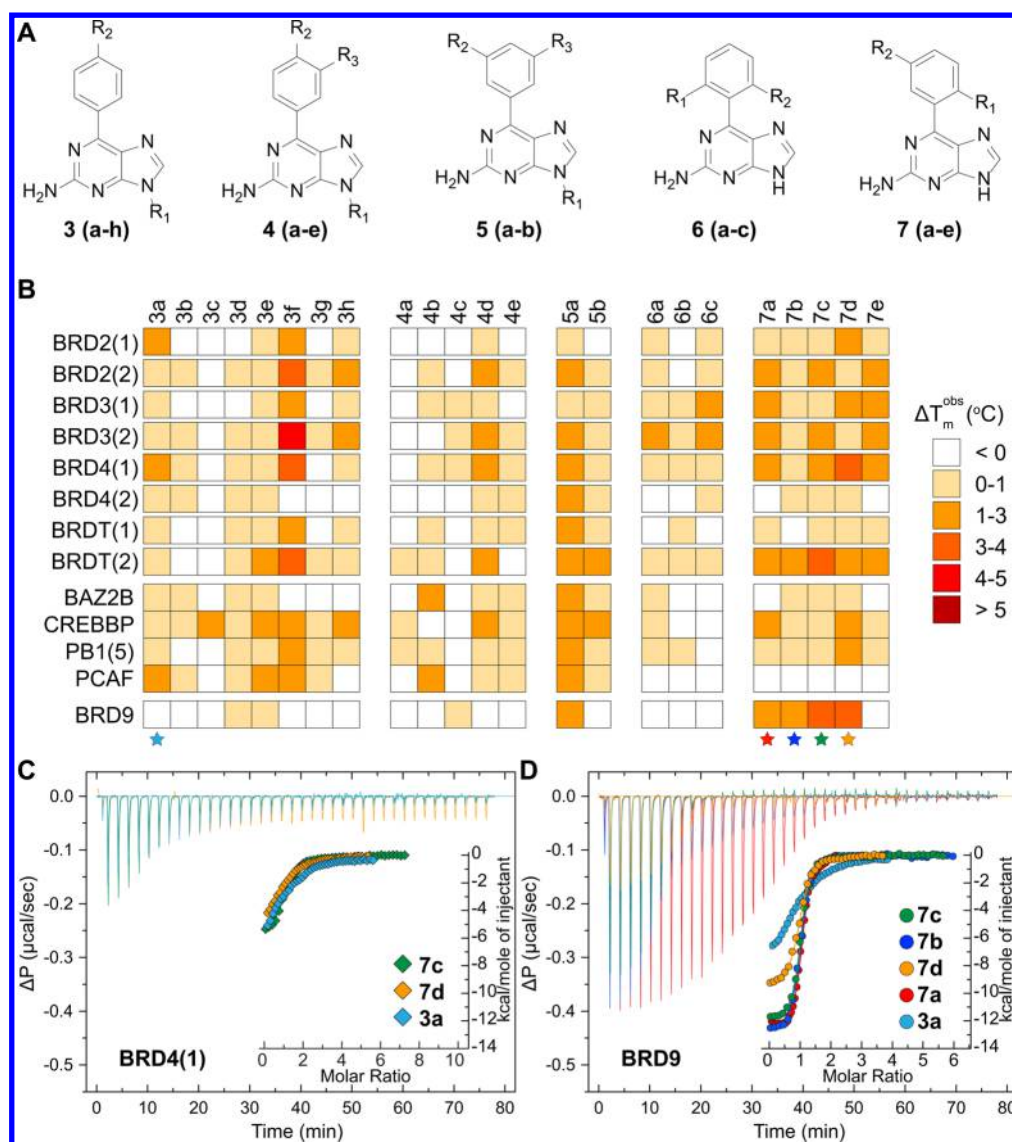 A
R2
R2
R3
R2
R3
R1
R2
R2
R1
N
N
H2N
N
N
R1
N
N
H2N
N
N
R1
N
N
H2N
N
N
R1
N
N
H2N
N
N
H
N
N
H2N
N
N
H
3 (a-h)
4 (a-e)
5 (a-b)
6 (a-c)
7 (a-e)
B
3a 3b 3c 3d 3e 3f 3g 3h 4a 4b 4c 4d 4e 5a 5b 6a 6b 6c 7a 7b 7c 7d 7e
BRD2(1)
BRD2(2)
BRD3(1)
BRD3(2)
BRD4(1)
BRD4(2)
BRDT(1)
BRDT(2)
BAZ2B
CREBBP
PB1(5)
PCAF
BRD9
ΔTm obs (°C)
< 0
0-1
1-3
3-4
4-5
> 5
C
0.0
-0.1
-0.2
-0.3
-0.4
-0.5
ΔP (µcal/sec)
0
-2
-4
-6
-8
-10
-12
-14
kcal/mole of injectant
7c
7d
3a
BRD4(1)
0 2 4 6 8 10
Molar Ratio
0 10 20 30 40 50 60 70 80
Time (min)
D
0.0
-0.1
-0.2
-0.3
-0.4
-0.5
ΔP (µcal/sec)
0
-2
-4
-6
-8
-10
-12
-14
kcal/mole of injectant
7c
7b
7d
7a
3a
BRD9
0 1 2 3 4 5 6
Molar Ratio
0 10 20 30 40 50 60 70 80 90
Time (min)